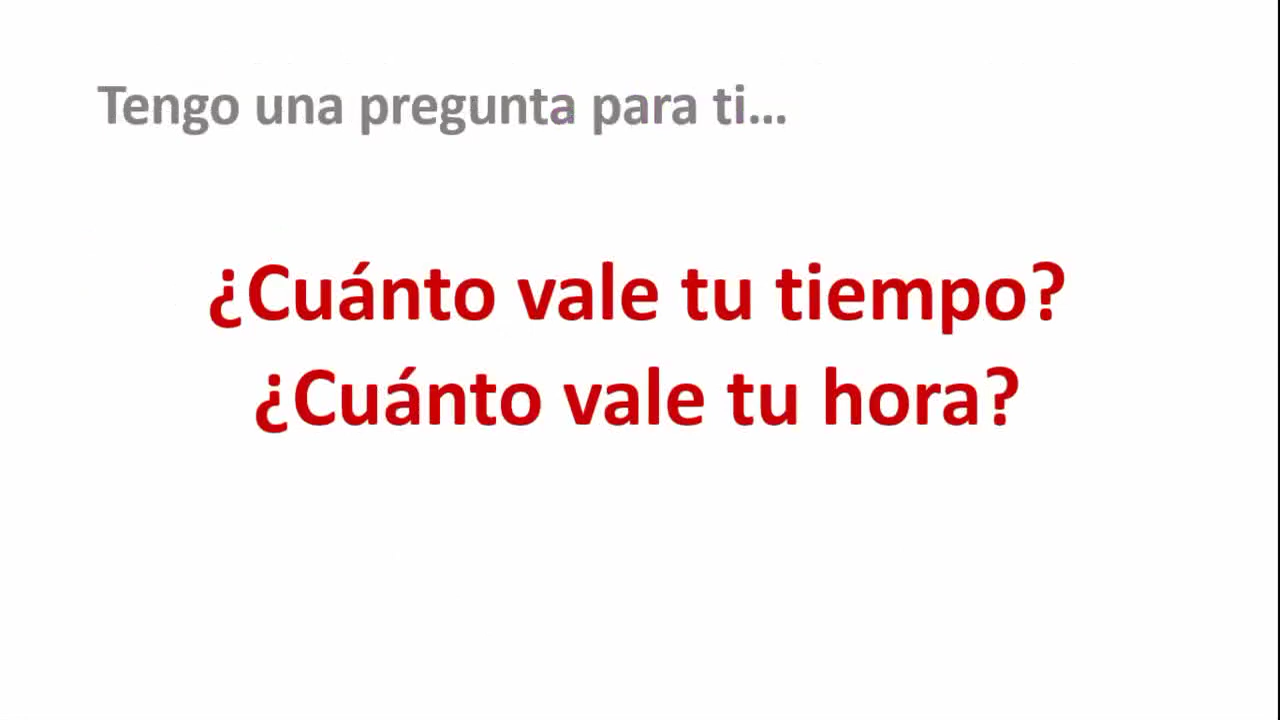 Tengo una pregunta para ti...
¿Cuánto vale tu tiempo?
¿Cuánto vale tu hora?